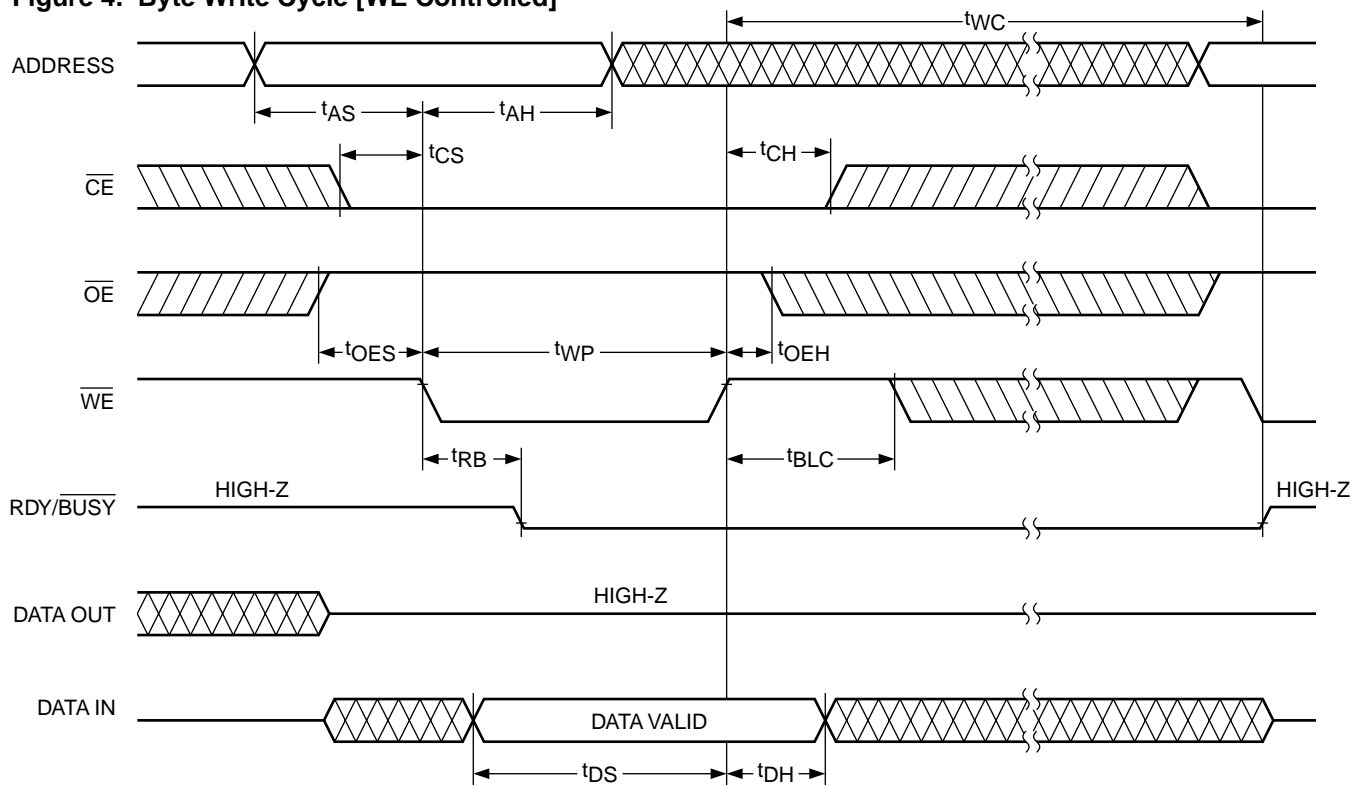 Figure 4. Byte Write Cycle [WE Controlled]
tWC
ADDRESS
tAS
tAH
tCS
tCH
CE
OE
tOES
tWP
tOEH
WE
tRB
tBLC
HIGH-Z
HIGH-Z
RDY/BUSY
HIGH-Z
DATA OUT
DATA IN
DATA VALID
tDS
tDH